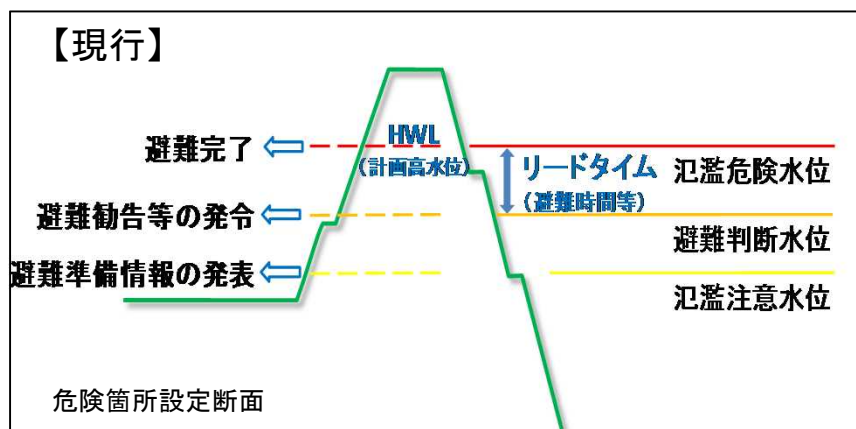 【現行】
避難完了
HWL
(計画高水位)
リードタイム
(避難時間等)
氾濫危険水位
避難勧告等の発令
避難判断水位
避難準備情報の発表
氾濫注意水位
危険箇所設定断面